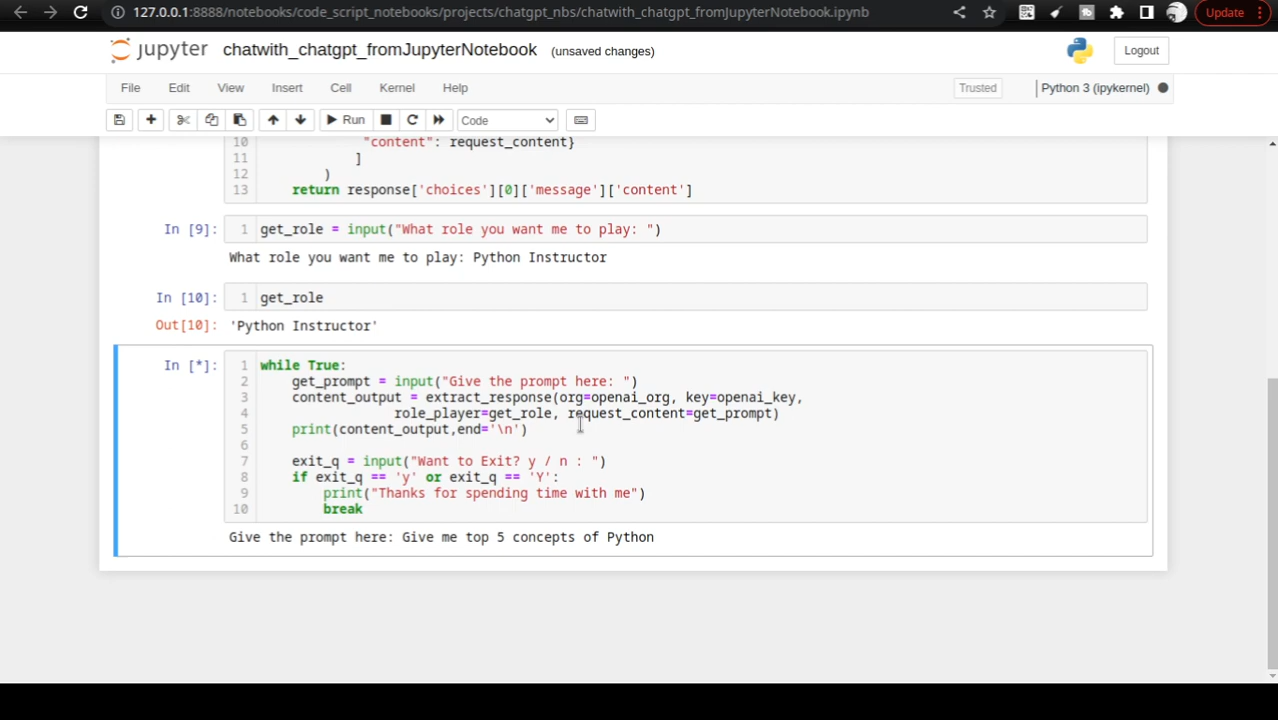 127.0.0.1:8888/notebooks/code_script_notebooks/projects/chatgpt_nbs/chatwith_chatgpt_fromJupyterNotebook.ipynb Update
jupyter chatwith_chatgpt_fromJupyterNotebook (unsaved changes) Logout
File Edit View Insert Cell Kernel Help Trusted Python 3 (ipykernel)
Run Code
10 "content": request_content}
11 ]
12 )
13 return response['choices'][0]['message']['content']
In [9]: 1 get_role = input("What role you want me to play: ")
What role you want me to play: Python Instructor
In [10]: 1 get_role
Out[10]: 'Python Instructor'
In [*]: 1 while True:
2 get_prompt = input("Give the prompt here: ")
3 content_output = extract_response(org=openai_org, key=openai_key,
4 role_player=get_role, request_content=get_prompt)
5 print(content_output,end='\n')
6
7 exit_q = input("Want to Exit? y / n : ")
8 if exit_q == 'y' or exit_q == 'Y':
9 print("Thanks for spending time with me")
10 break
Give the prompt here: Give me top 5 concepts of Python